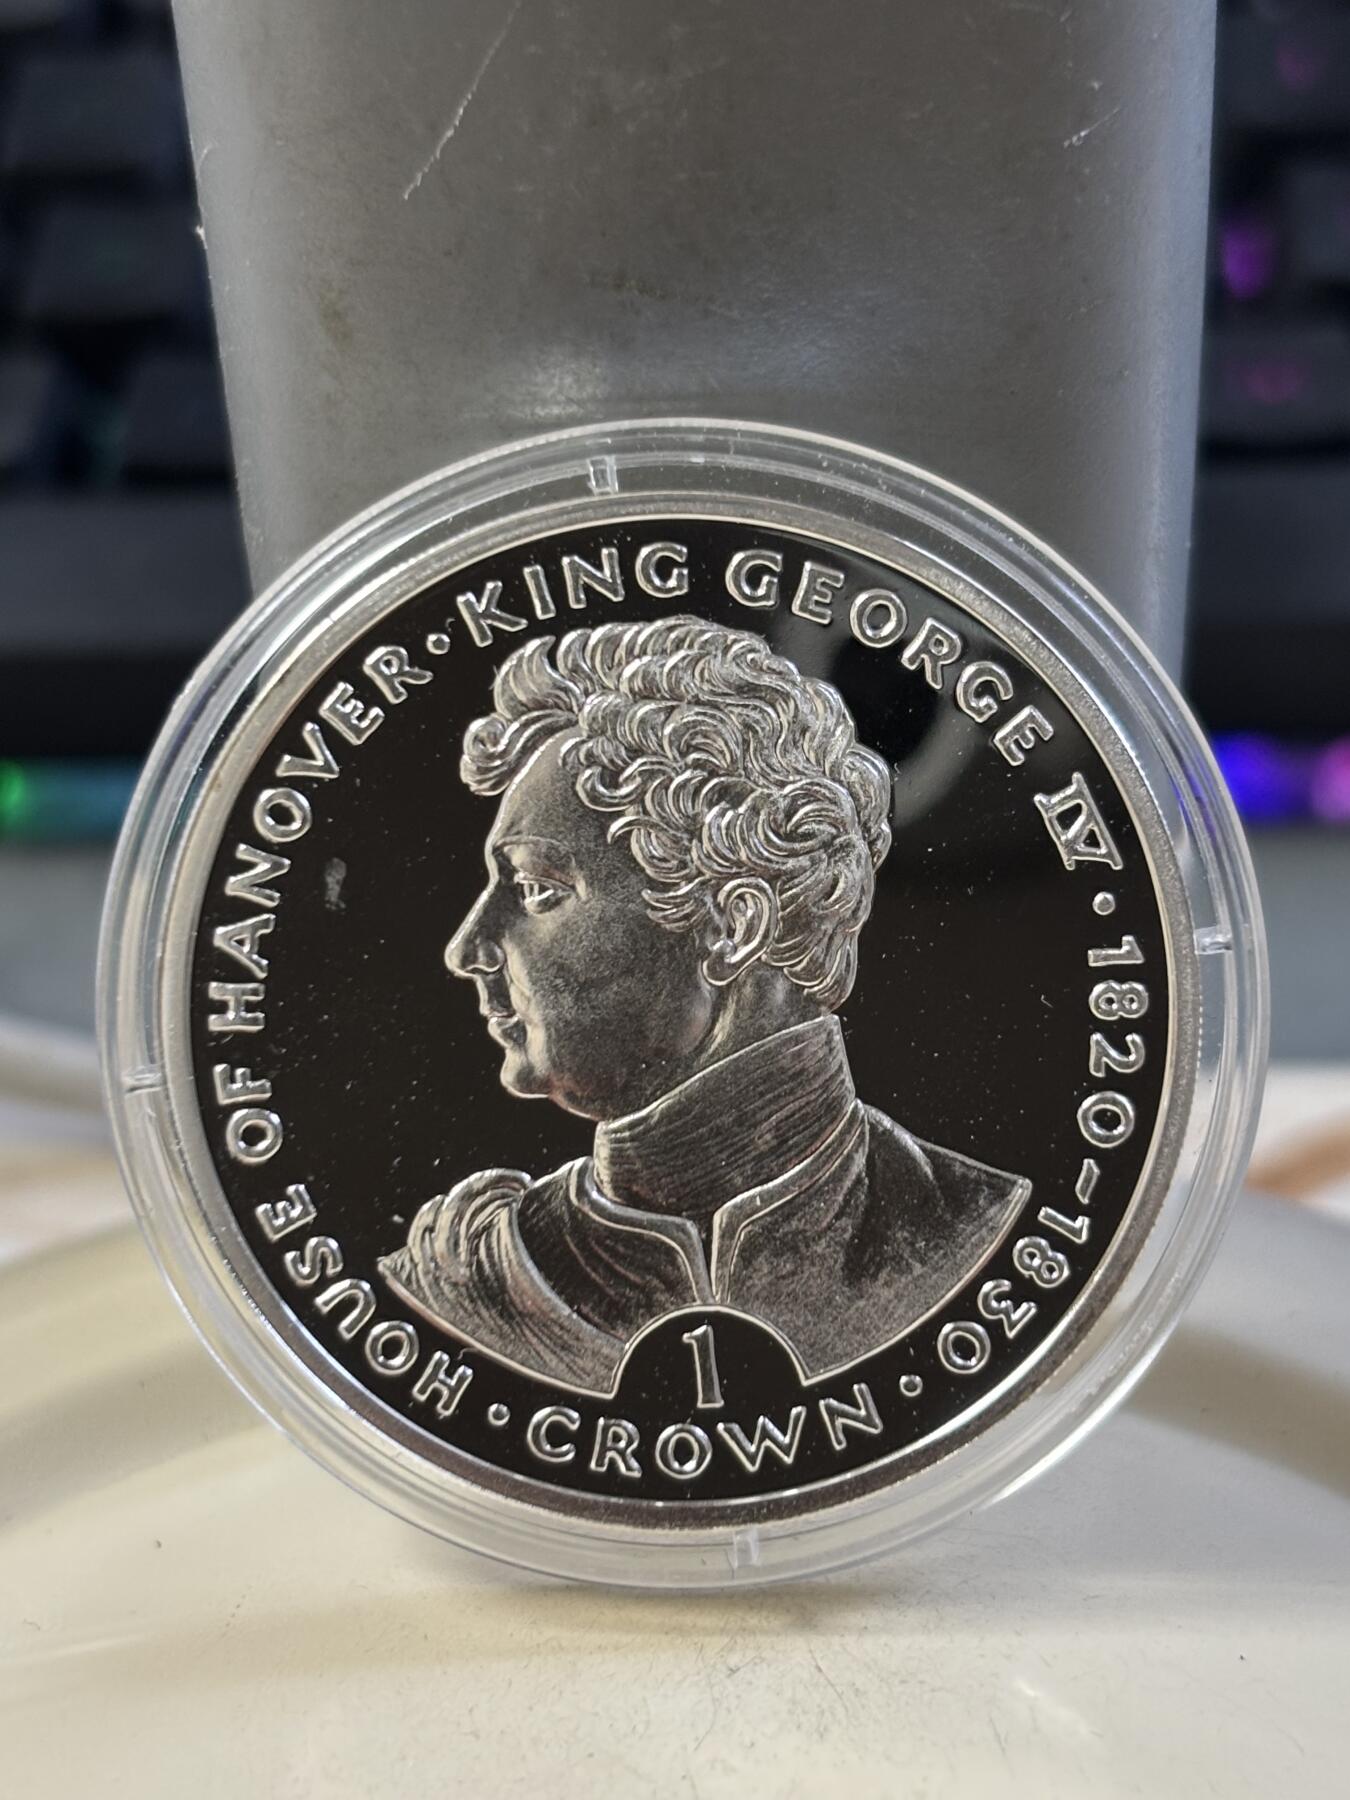 HOUSE OF HANOVER · KING GEORGE IV · 1820-1830 ·
1
CROWN ·